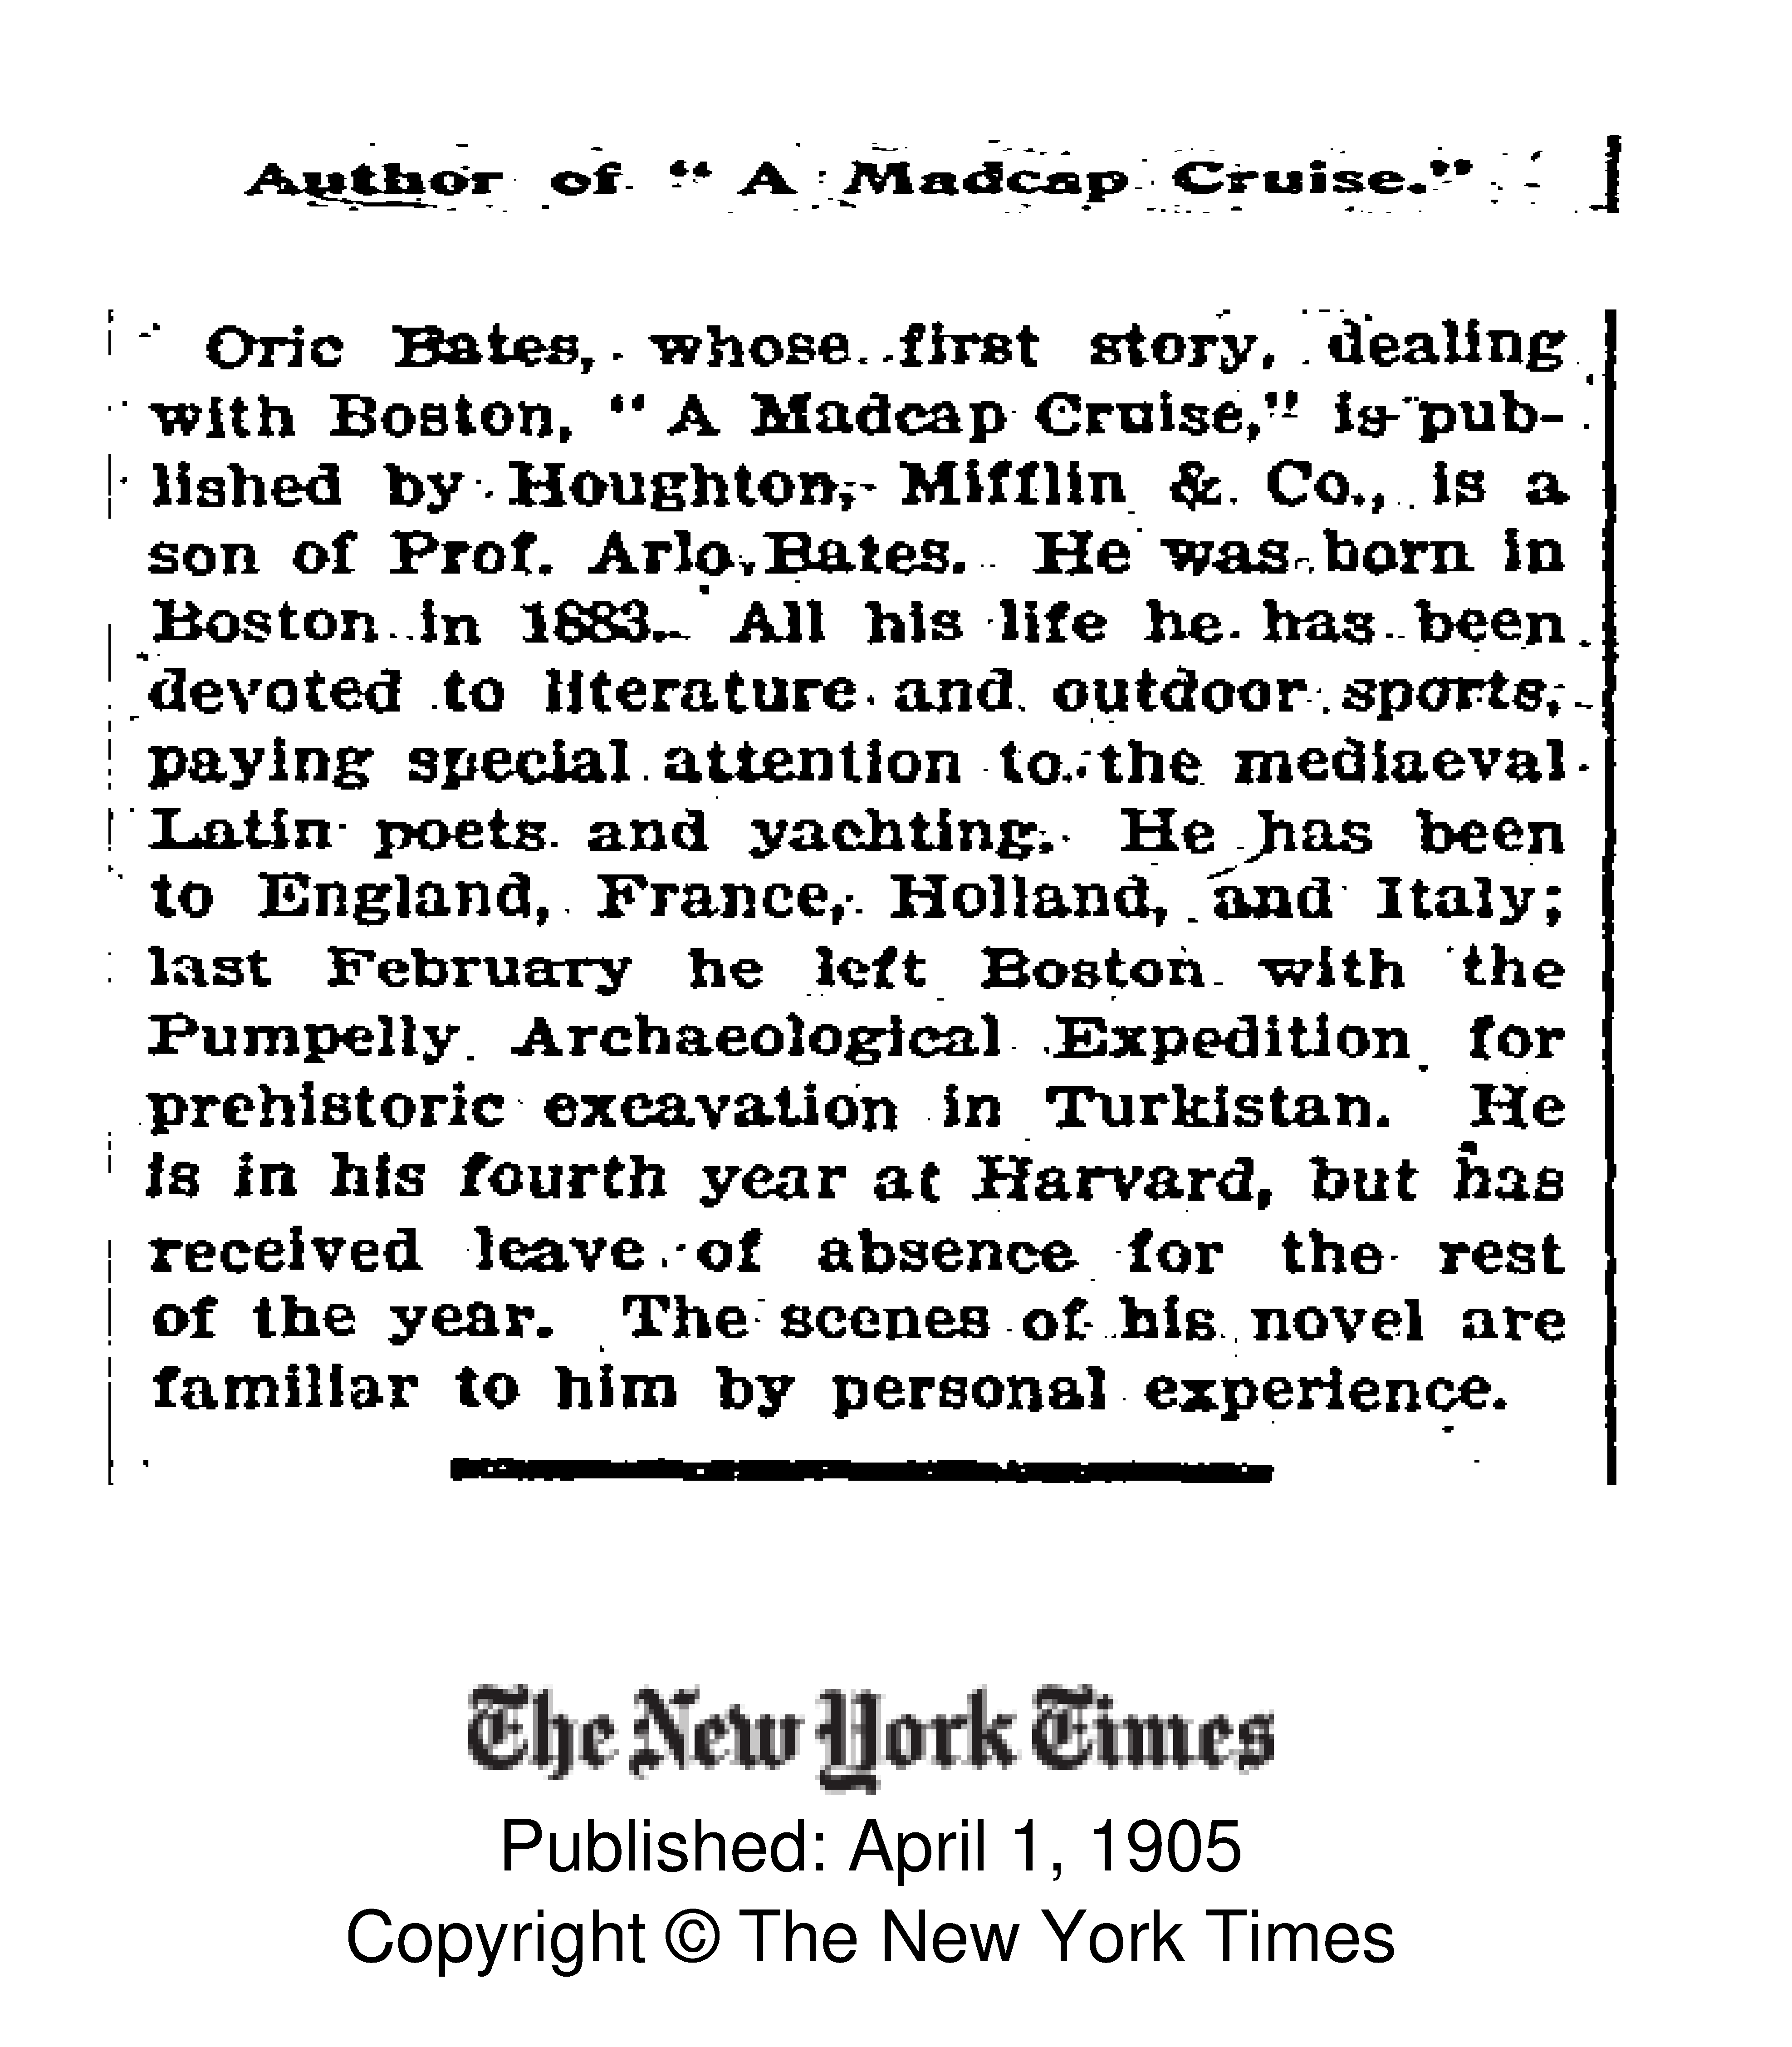 Author of "A Madcap Cruise."
Oric Bates, whose first story, dealing
with Boston, "A Madcap Cruise," is pub-
lished by Houghton, Mifflin & Co., is a
son of Prof. Arlo Bates. He was born in
Boston in 1883. All his life he has been
devoted to literature and outdoor sports,
paying special attention to the mediaeval
Latin poets and yachting. He has been
to England, France, Holland, and Italy;
last February he left Boston with the
Pumpelly Archaeological Expedition for
prehistoric excavation in Turkistan. He
is in his fourth year at Harvard, but has
received leave of absence for the rest
of the year. The scenes of his novel are
familiar to him by personal experience.
The New York Times
Published: April 1, 1905
Copyright © The New York Times